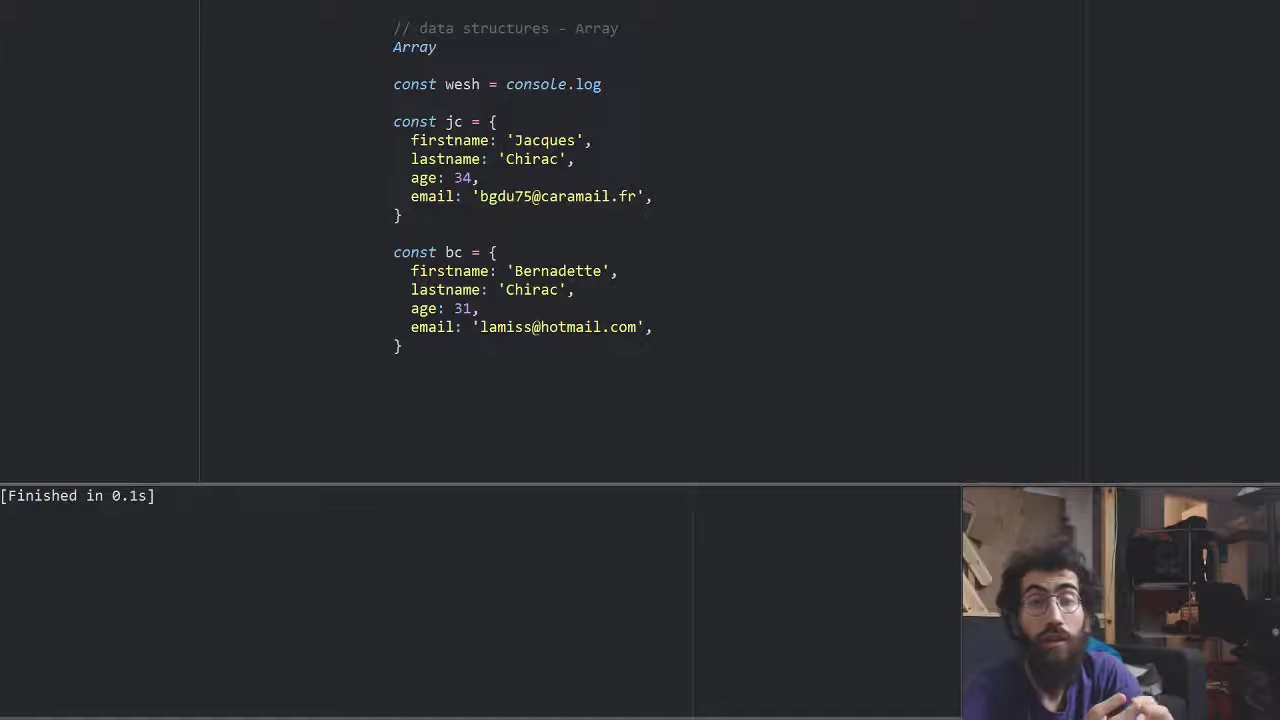 // data structures - Array
Array
const wesh = console.log
const jc = {
firstname: 'Jacques',
lastname: 'Chirac',
age: 34,
email: 'bgdu75@caramail.fr',
}
const bc = {
firstname: 'Bernadette',
lastname: 'Chirac',
age: 31,
email: 'lamiss@hotmail.com',
}
[Finished in 0.1s]